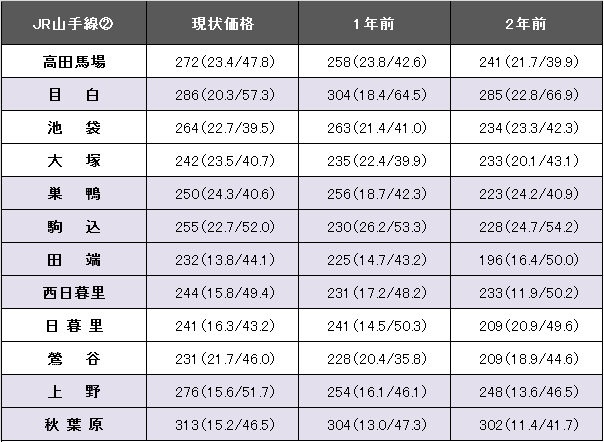 JR山手線② 現状価格 1年前 2年前
高田馬場 272(23.4/47.8) 258(23.8/42.6) 241(21.7/39.9)
目 白 286(20.3/57.3) 304(18.4/64.5) 285(22.8/66.9)
池 袋 264(22.7/39.5) 263(21.4/41.0) 234(23.3/42.3)
大 塚 242(23.5/40.7) 235(22.4/39.9) 233(20.1/43.1)
巣 鴨 250(24.3/40.6) 256(18.7/42.3) 223(24.2/40.9)
駒 込 255(22.7/52.0) 230(26.2/53.3) 228(24.7/54.2)
田 端 232(13.8/44.1) 225(14.7/43.2) 196(16.4/50.0)
西日暮里 244(15.8/49.4) 231(17.2/48.2) 233(11.9/50.2)
日 暮 里 241(16.3/43.2) 241(14.5/50.3) 209(20.9/49.6)
鶯 谷 231(21.7/46.0) 228(20.4/35.8) 209(18.9/44.6)
上 野 276(15.6/51.7) 254(16.1/46.1) 248(13.6/46.5)
秋 葉 原 313(15.2/46.5) 304(13.0/47.3) 302(11.4/41.7)